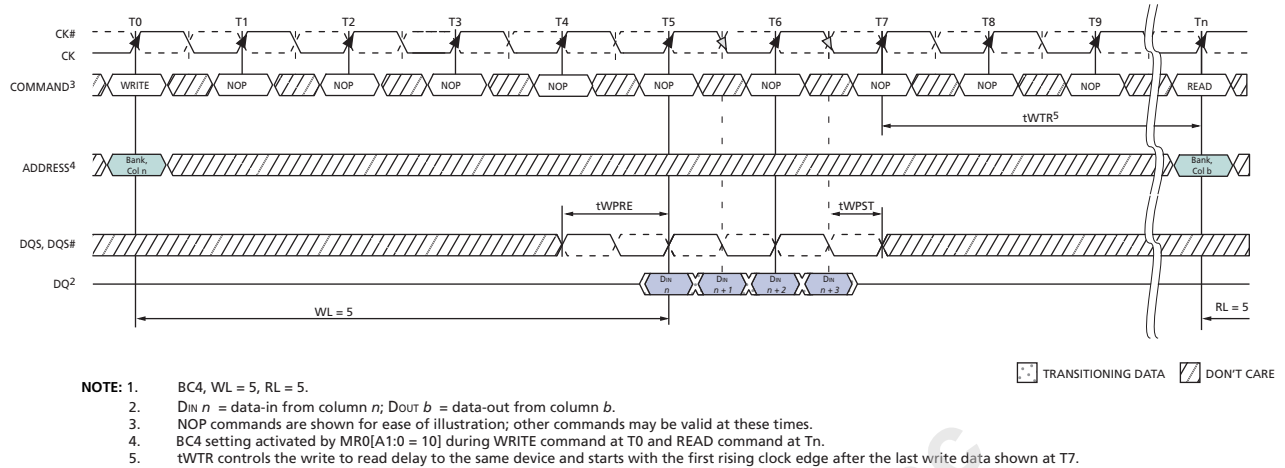 T0 T1 T2 T3 T4 T5 T6 T7 T8 T9 Tn
CK#
CK
COMMAND3 WRITE NOP NOP NOP NOP NOP NOP NOP NOP NOP READ
tWTR5
ADDRESS4 Bank, Col n Bank, Col b
tWPRE tWPST
DQS, DQS#
DQ2 DIN n DIN n + 1 DIN n + 2 DIN n + 3
WL = 5 RL = 5
TRANSITIONING DATA DON'T CARE
NOTE: 1. BC4, WL = 5, RL = 5.
2. DIN n = data-in from column n; DOUT b = data-out from column b.
3. NOP commands are shown for ease of illustration; other commands may be valid at these times.
4. BC4 setting activated by MR0[A1:0 = 10] during WRITE command at T0 and READ command at Tn.
5. tWTR controls the write to read delay to the same device and starts with the first rising clock edge after the last write data shown at T7.